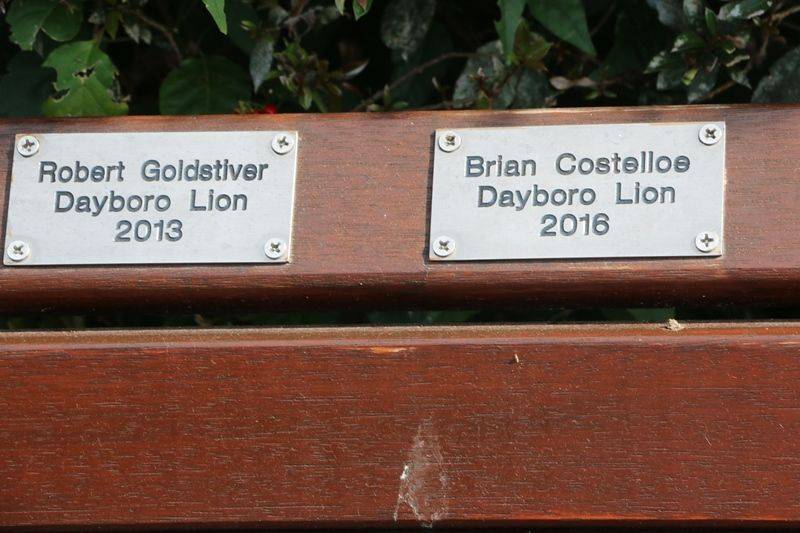 Robert Goldstiver
Dayboro Lion
2013
Brian Costelloe
Dayboro Lion
2016